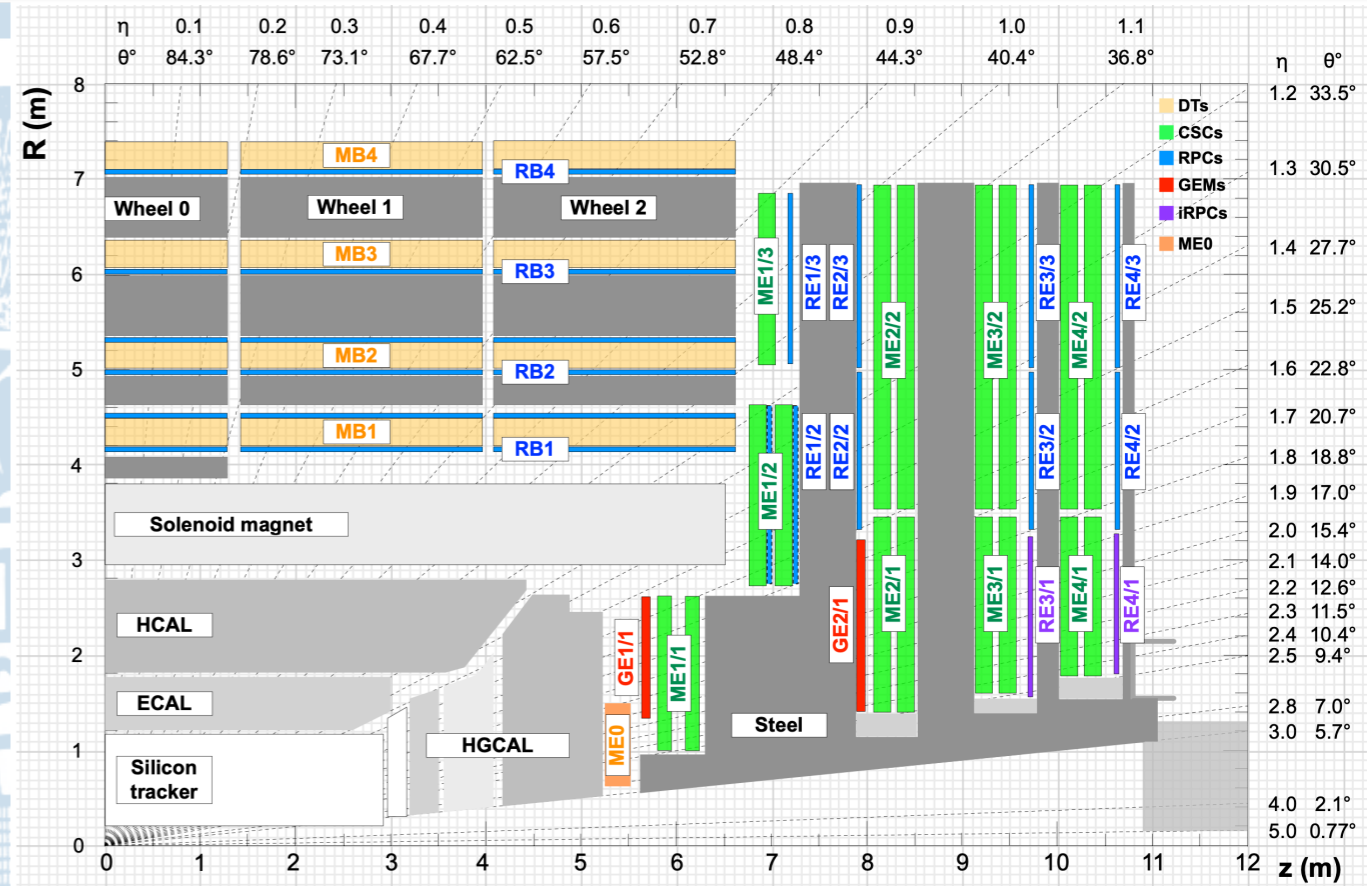 η 0.1 0.2 0.3 0.4 0.5 0.6 0.7 0.8 0.9 1.0 1.1
θ° 84.3° 78.6° 73.1° 67.7° 62.5° 57.5° 52.8° 48.4° 44.3° 40.4° 36.8°
η θ°
1.2 33.5°
1.3 30.5°
1.4 27.7°
1.5 25.2°
1.6 22.8°
1.7 20.7°
1.8 18.8°
1.9 17.0°
2.0 15.4°
2.1 14.0°
2.2 12.6°
2.3 11.5°
2.4 10.4°
2.5 9.4°
2.8 7.0°
3.0 5.7°
4.0 2.1°
5.0 0.77°
R (m)
8
7
6
5
4
3
2
1
0
DTs
CSCs
RPCs
GEMs
iRPCs
ME0
MB4
RB4
Wheel 0
Wheel 1
Wheel 2
MB3
RB3
MB2
RB2
MB1
RB1
Solenoid magnet
HCAL
ECAL
HGCAL
Silicon
tracker
Steel
ME1/3
RE1/3
RE2/3
ME2/2
ME3/2
RE3/3
ME4/2
RE4/3
ME1/2
RE1/2
RE2/2
RE3/2
RE4/2
GE1/1
ME1/1
ME0
GE2/1
ME2/1
ME3/1
RE3/1
ME4/1
RE4/1
0 1 2 3 4 5 6 7 8 9 10 11 12
z (m)